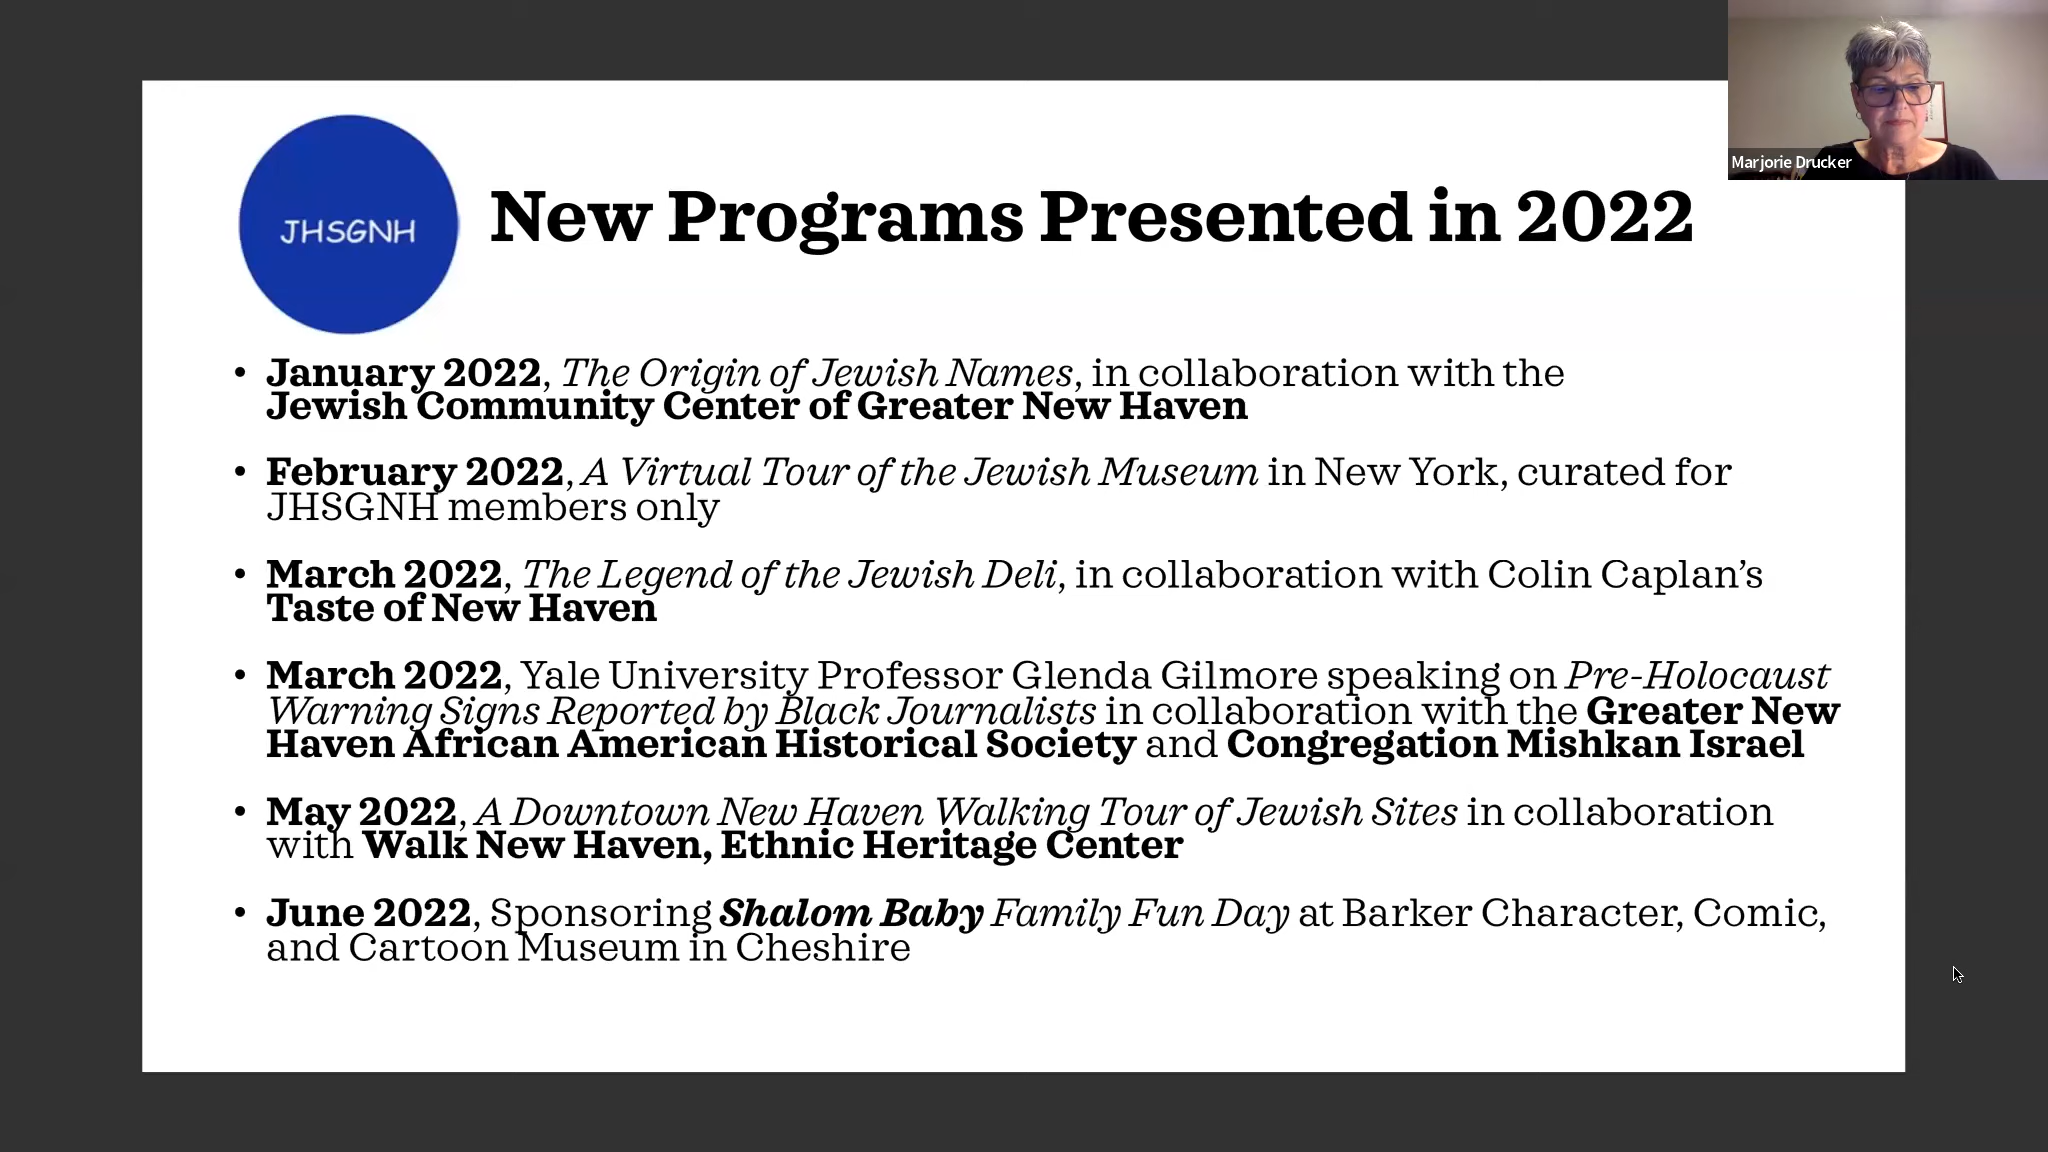 Marjorie Drucker
JHSGNH
New Programs Presented in 2022
• January 2022, The Origin of Jewish Names, in collaboration with the
Jewish Community Center of Greater New Haven
• February 2022, A Virtual Tour of the Jewish Museum in New York, curated for
JHSGNH members only
• March 2022, The Legend of the Jewish Deli, in collaboration with Colin Caplan’s
Taste of New Haven
• March 2022, Yale University Professor Glenda Gilmore speaking on Pre-Holocaust
Warning Signs Reported by Black Journalists in collaboration with the Greater New
Haven African American Historical Society and Congregation Mishkan Israel
• May 2022, A Downtown New Haven Walking Tour of Jewish Sites in collaboration
with Walk New Haven, Ethnic Heritage Center
• June 2022, Sponsoring Shalom Baby Family Fun Day at Barker Character, Comic,
and Cartoon Museum in Cheshire